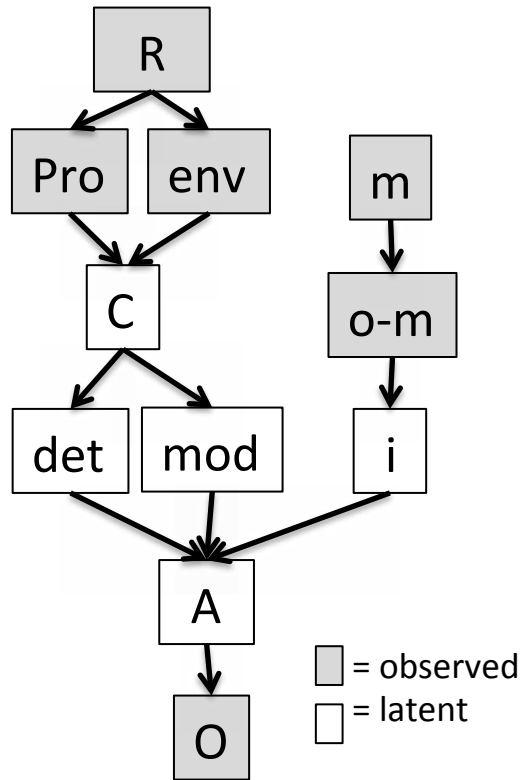 R
Pro
env
m
C
o-m
det
mod
i
A
= observed
= latent
O